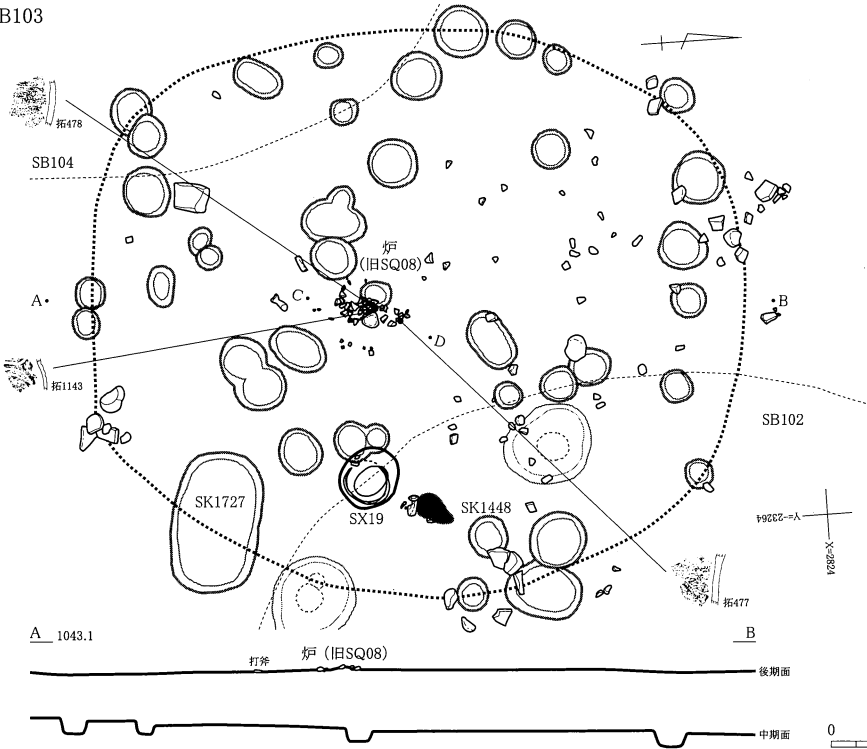 B103
拓478
SB104
炉
(旧SQ08)
A
C
B
D
拓1143
SB102
SK1727
SX19
SK1448
Y=-23264
X=2824
拓477
A 1043.1
B
打斧
炉 (旧SQ08)
後期面
中期面
0